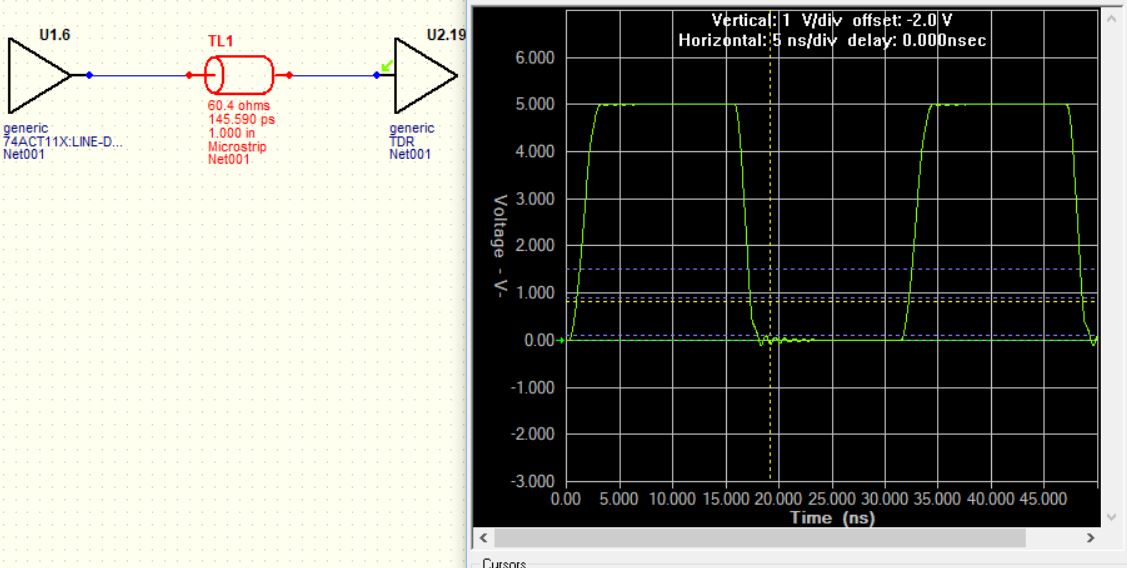 U1.6
generic
74ACT11X:LINE-D...
Net001
TL1
60.4 ohms
145.590 ps
1.000 in
Microstrip
Net001
U2.19
generic
TDR
Net001
Vertical: 1 V/div offset: -2.0 V
Horizontal: 5 ns/div delay: 0.000nsec
6.000
5.000
4.000
3.000
2.000
1.000
0.00
-1.000
-2.000
-3.000
Voltage -V-
0.00 5.000 10.000 15.000 20.000 25.000 30.000 35.000 40.000 45.000
Time (ns)
Cursors